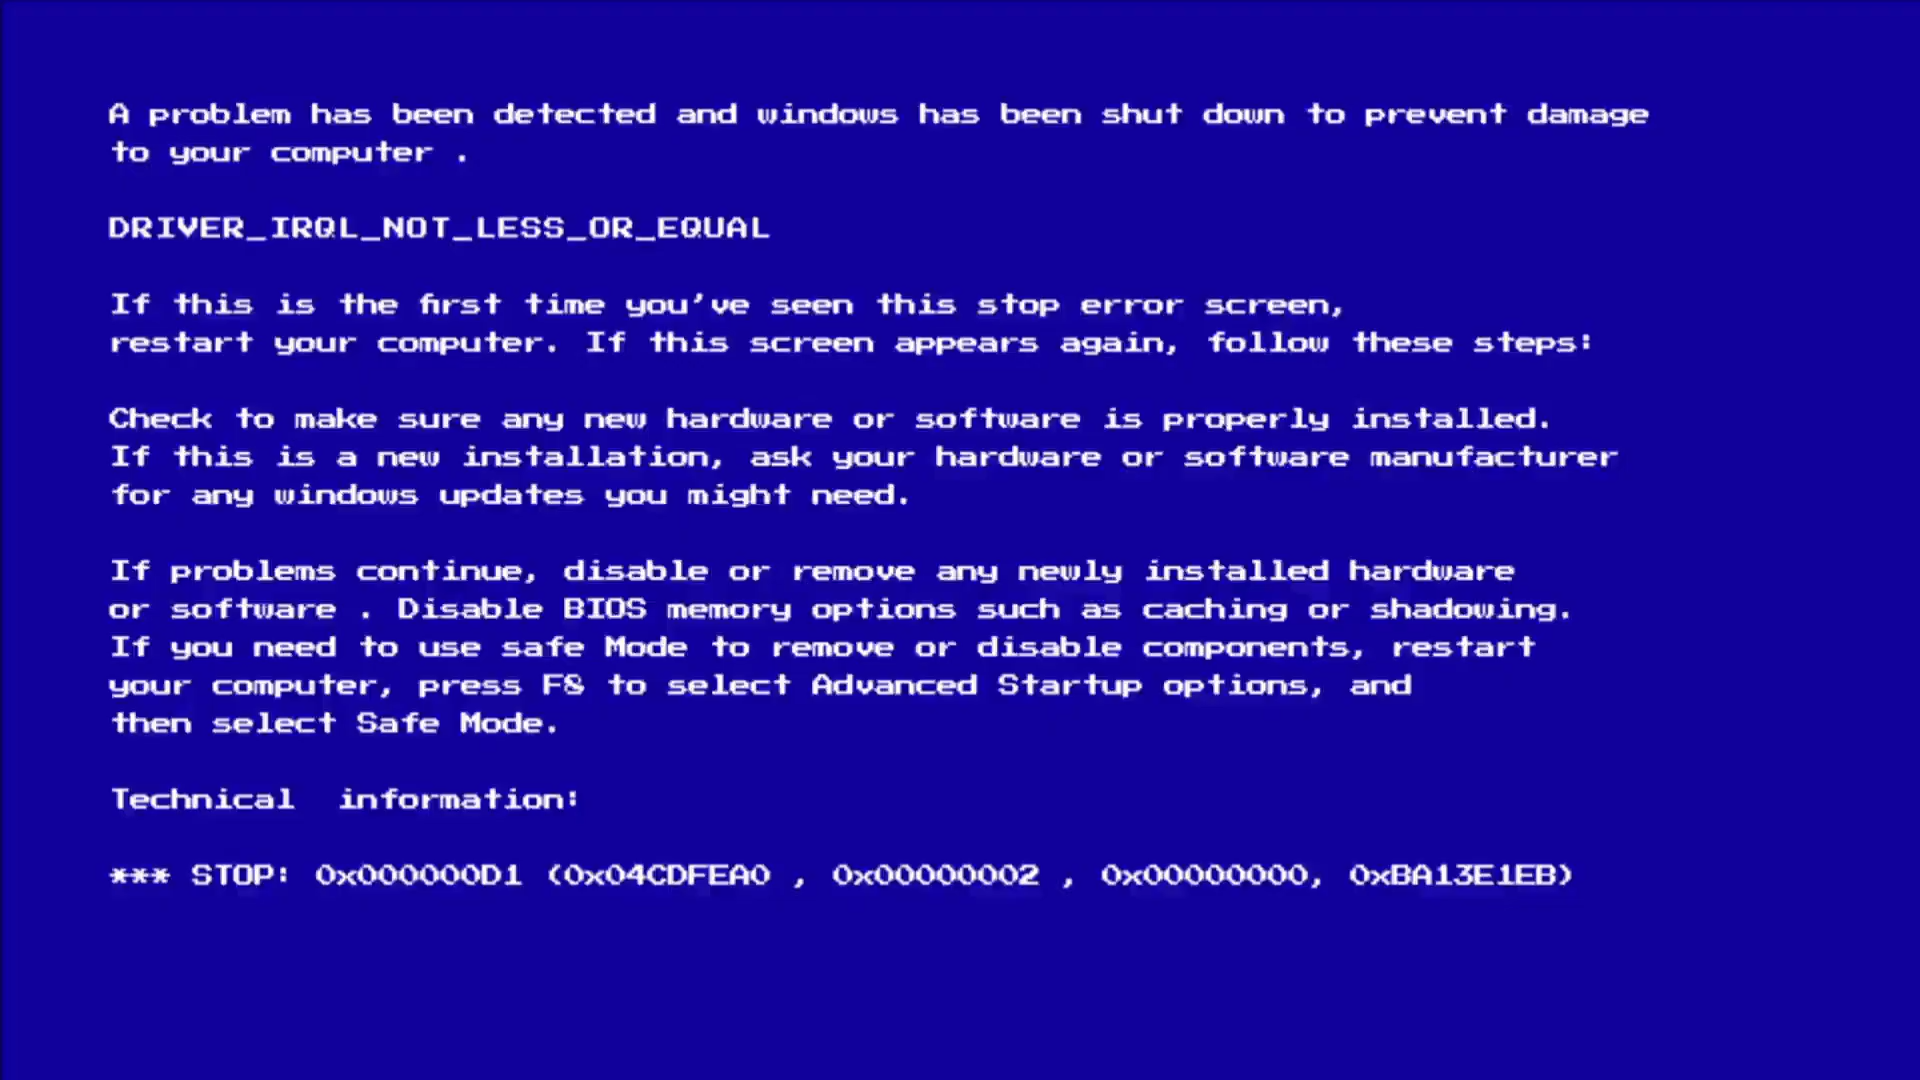 A problem has been detected and windows has been shut down to prevent damage
to your computer .
DRIVER_IRQL_NOT_LESS_OR_EQUAL
If this is the first time you've seen this stop error screen,
restart your computer. If this screen appears again, follow these steps:
Check to make sure any new hardware or software is properly installed.
If this is a new installation, ask your hardware or software manufacturer
for any windows updates you might need.
If problems continue, disable or remove any newly installed hardware
or software . Disable BIOS memory options such as caching or shadowing.
If you need to use safe Mode to remove or disable components, restart
your computer, press F& to select Advanced Startup options, and
then select Safe Mode.
Technical  information:
*** STOP: 0x000000D1 (0x04CDFEA0 , 0x00000002 , 0x00000000, 0xBA13E1EB)